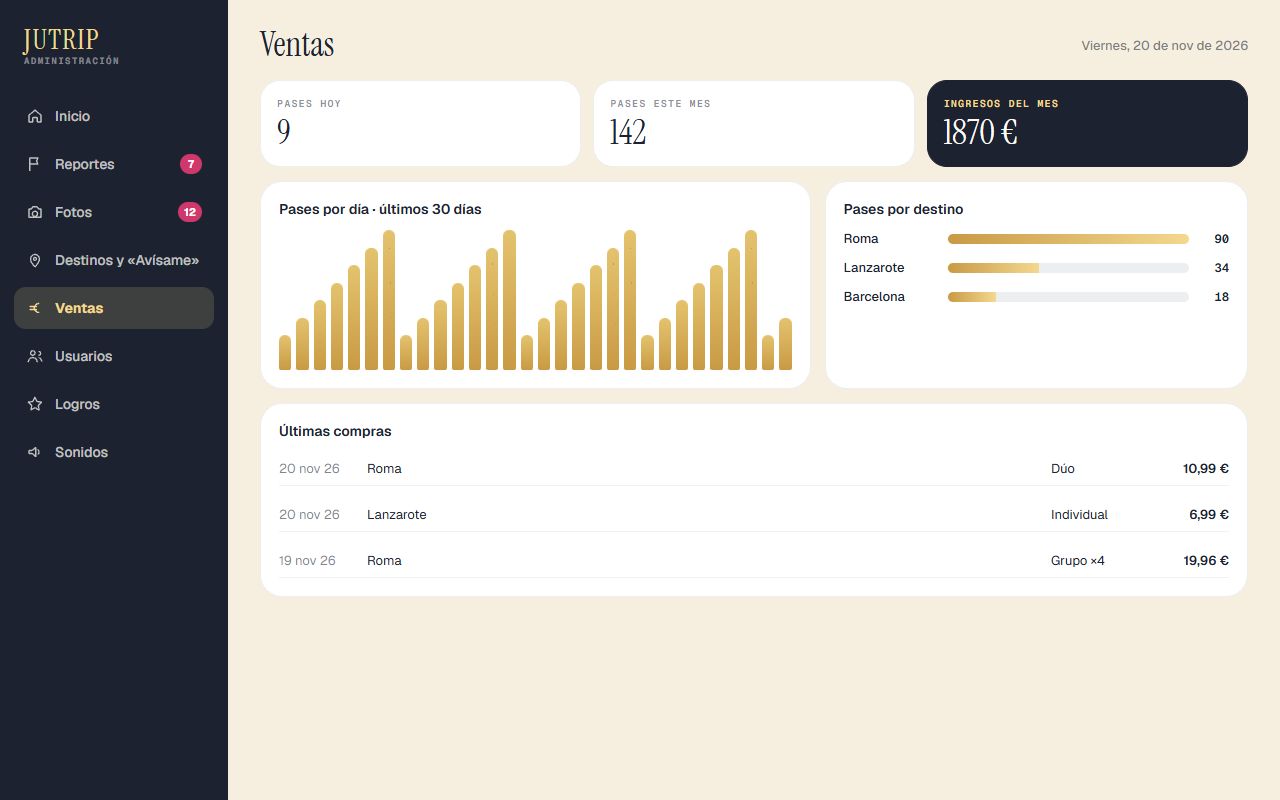 JUTRIP
ADMINISTRACIÓN
Inicio
Reportes 7
Fotos 12
Destinos y «Avísame»
Ventas
Usuarios
Logros
Sonidos
Ventas
Viernes, 20 de nov de 2026
PASES HOY
9
PASES ESTE MES
142
INGRESOS DEL MES
1870 €
Pases por día · últimos 30 días
Pases por destino
Roma 90
Lanzarote 34
Barcelona 18
Últimas compras
20 nov 26 Roma Dúo 10,99 €
20 nov 26 Lanzarote Individual 6,99 €
19 nov 26 Roma Grupo ×4 19,96 €